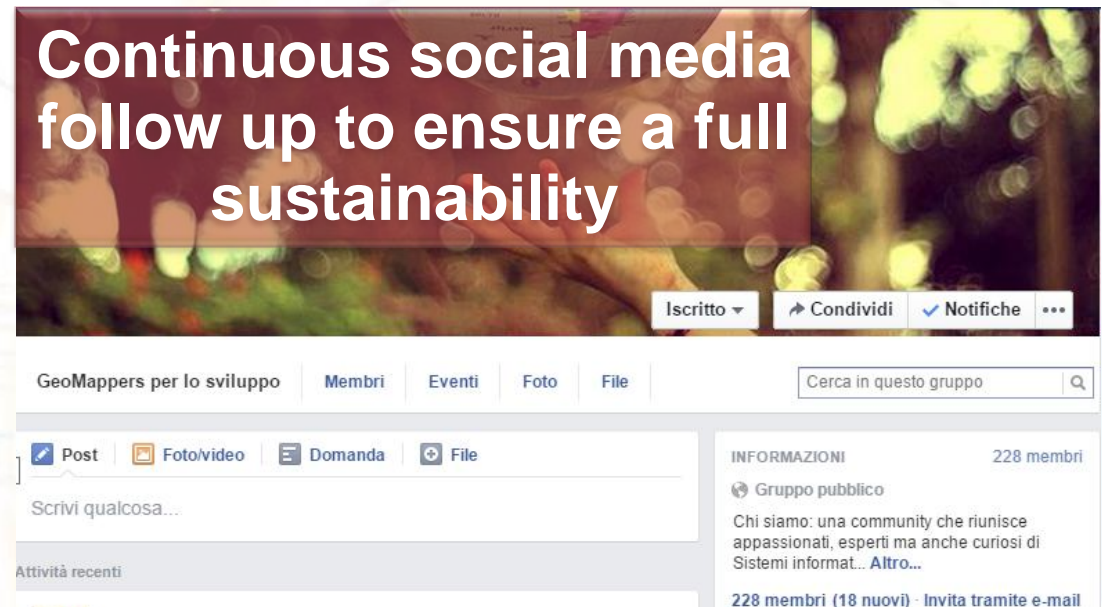 Continuous social media
follow up to ensure a full
sustainability
Iscritto
Condividi
Notifiche
GeoMappers per lo sviluppo
Membri
Eventi
Foto
File
Cerca in questo gruppo
Post
Foto/video
Domanda
File
Scrivi qualcosa...
Attività recenti
INFORMAZIONI
228 membri
Gruppo pubblico
Chi siamo: una community che riunisce
appassionati, esperti ma anche curiosi di
Sistemi informat... Altro...
228 membri (18 nuovi) · Invita tramite e-mail